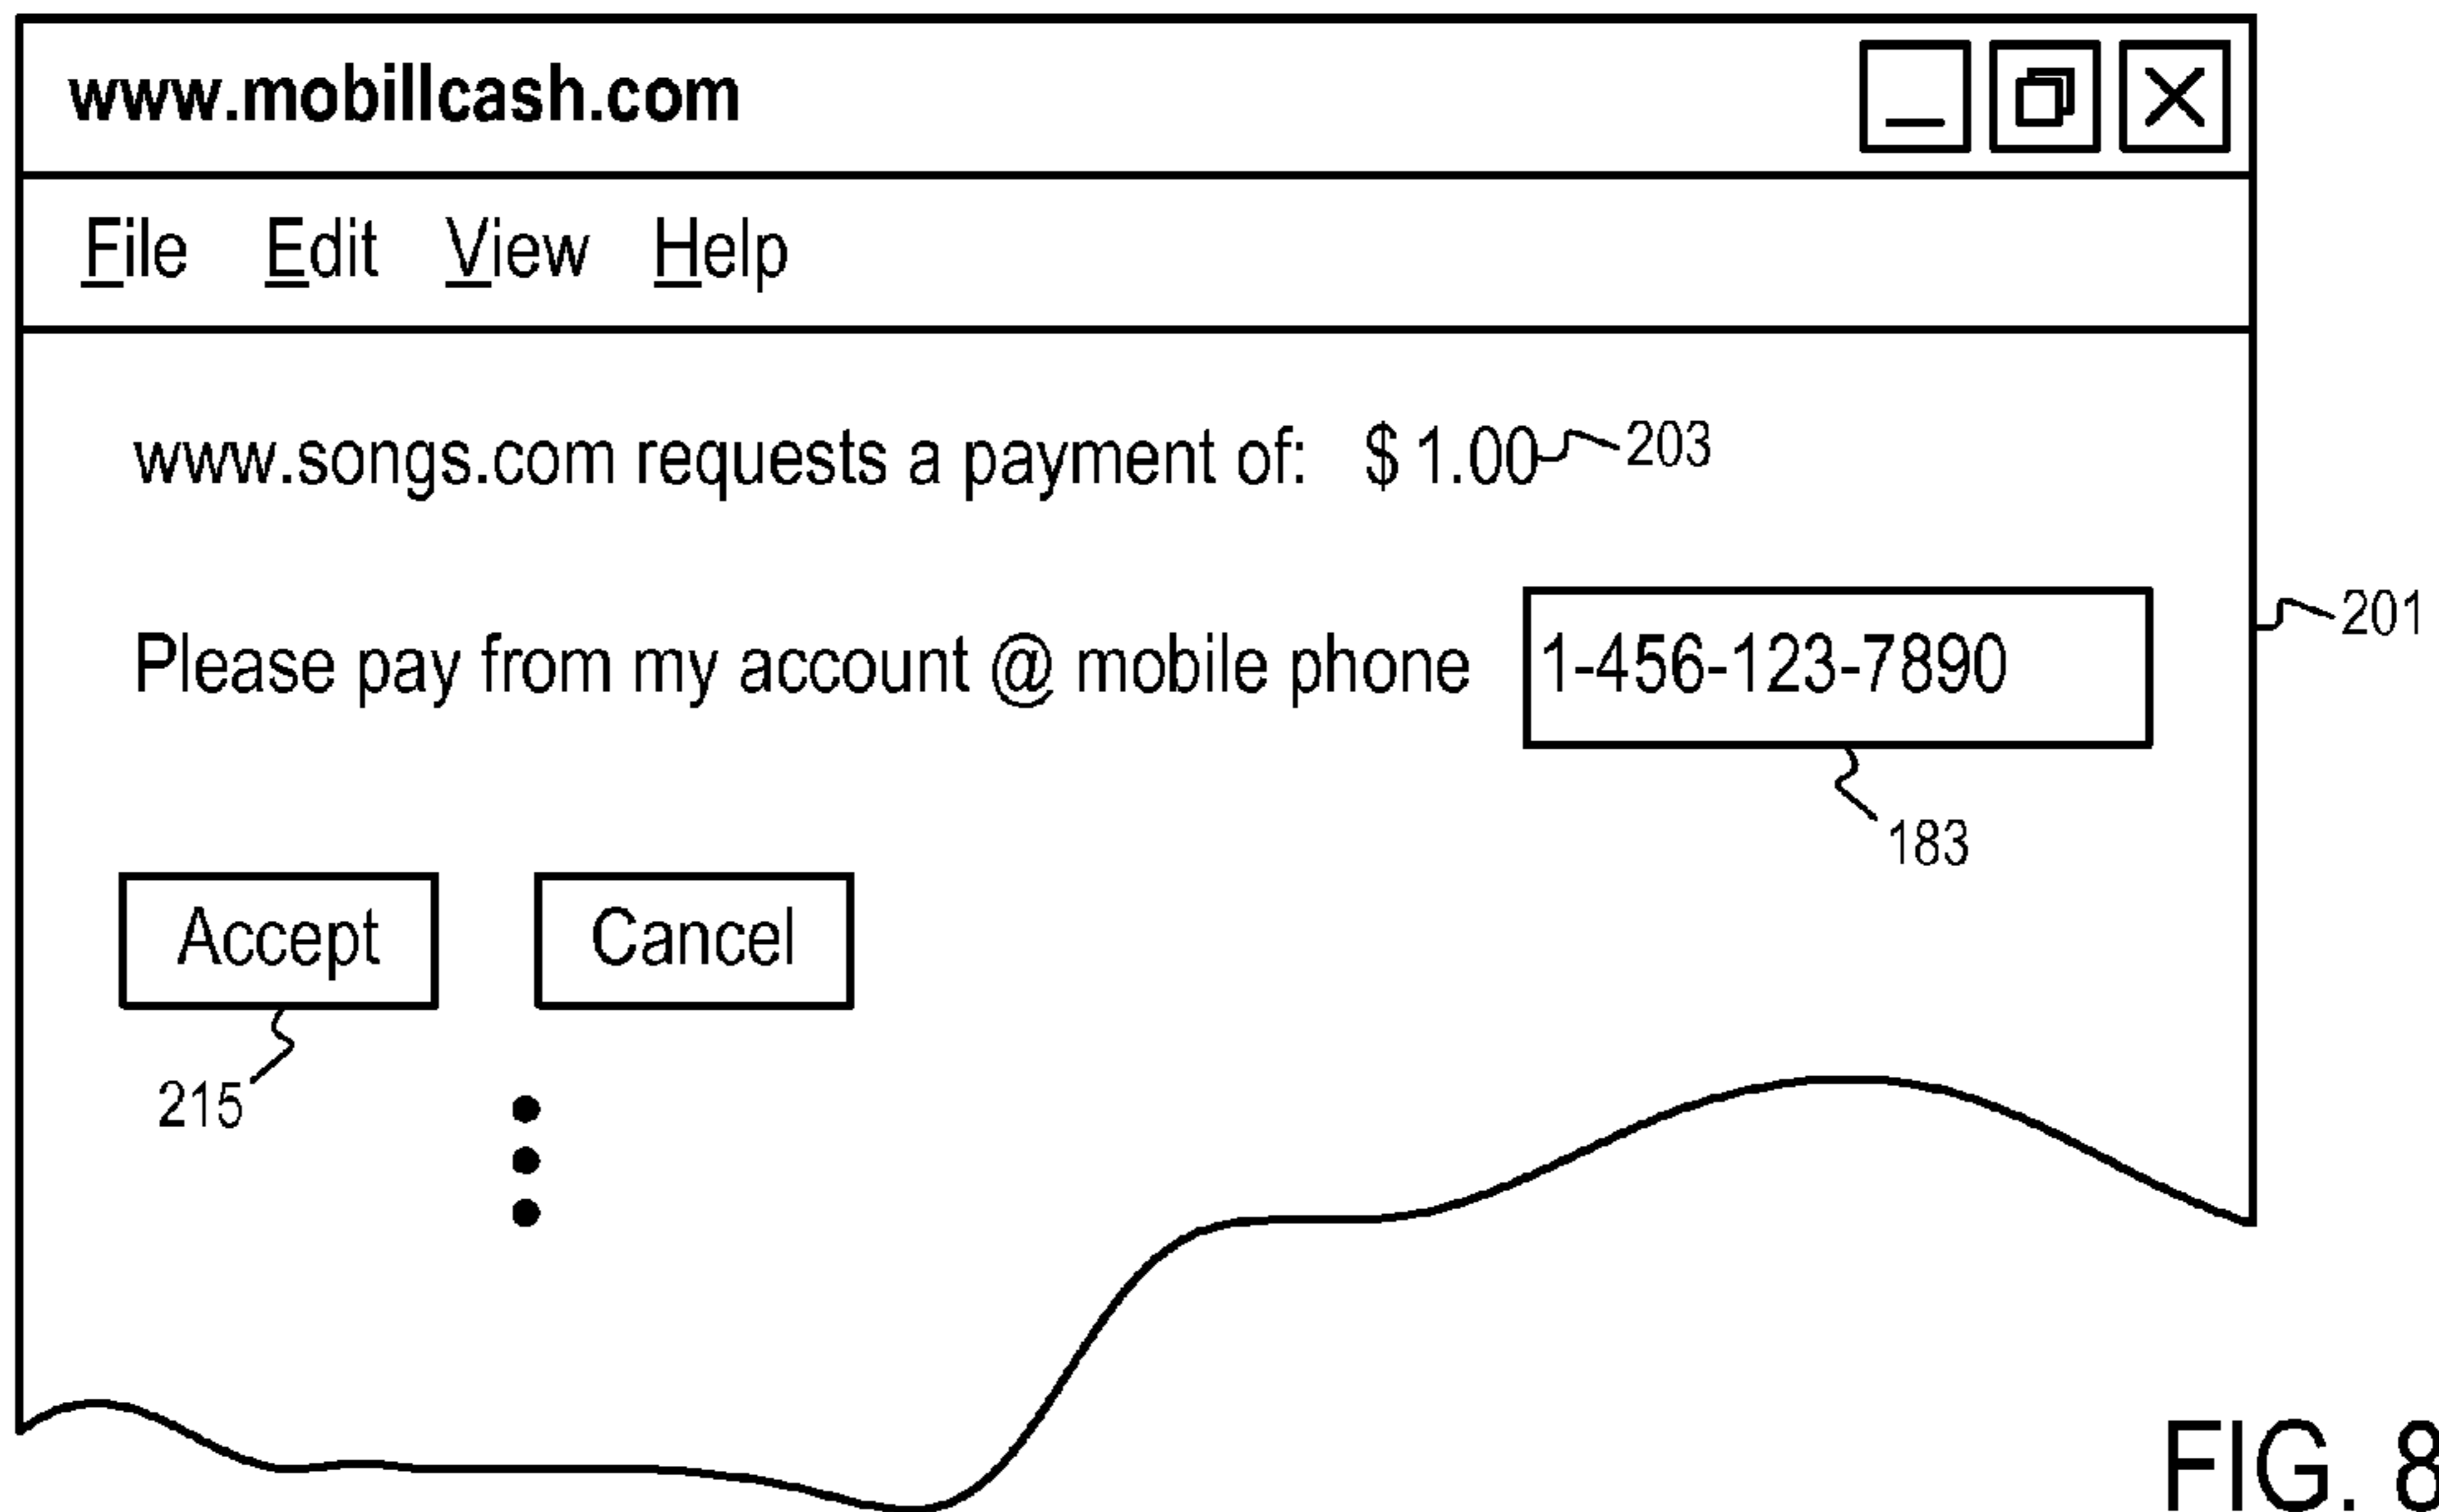 www.mobillcash.com
File Edit View Help
www.songs.com requests a payment of: $ 1.00 203
Please pay from my account @ mobile phone 1-456-123-7890
201
183
Accept Cancel
215
FIG. 8